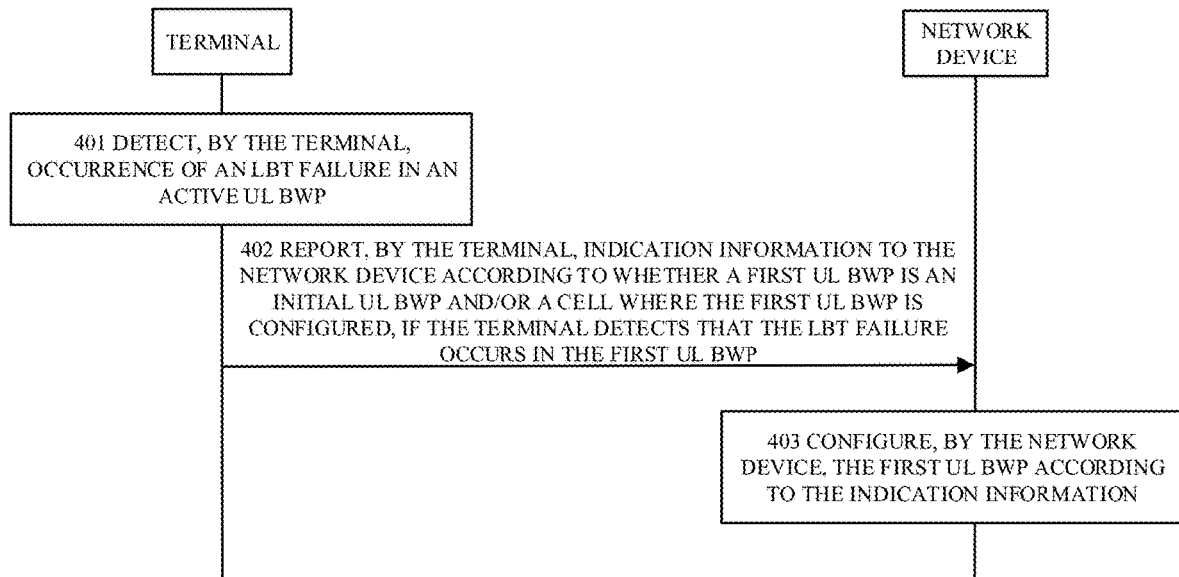 TERMINAL
NETWORK
DEVICE
401 DETECT, BY THE TERMINAL,
OCCURRENCE OF AN LBT FAILURE IN AN
ACTIVE UL BWP
402 REPORT, BY THE TERMINAL, INDICATION INFORMATION TO THE
NETWORK DEVICE ACCORDING TO WHETHER A FIRST UL BWP IS AN
INITIAL UL BWP AND/OR A CELL WHERE THE FIRST UL BWP IS
CONFIGURED, IF THE TERMINAL DETECTS THAT THE LBT FAILURE
OCCURS IN THE FIRST UL BWP
403 CONFIGURE, BY THE NETWORK
DEVICE, THE FIRST UL BWP ACCORDING
TO THE INDICATION INFORMATION